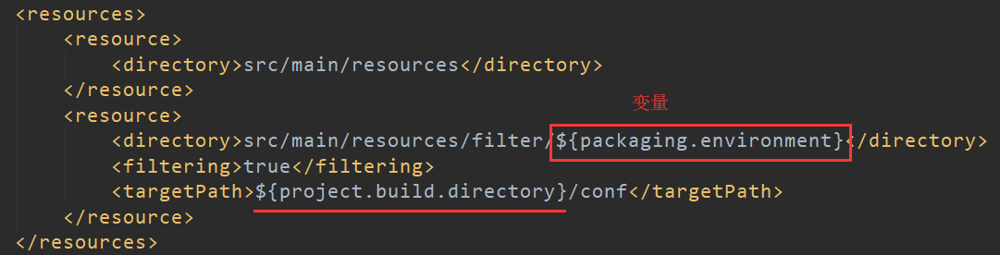 <resources>
<resource>
<directory>src/main/resources</directory>
</resource>
<resource>
变量
<directory>src/main/resources/filter/${packaging.environment}</directory>
<filtering>true</filtering>
<targetPath>${project.build.directory}/conf</targetPath>
</resource>
</resources>